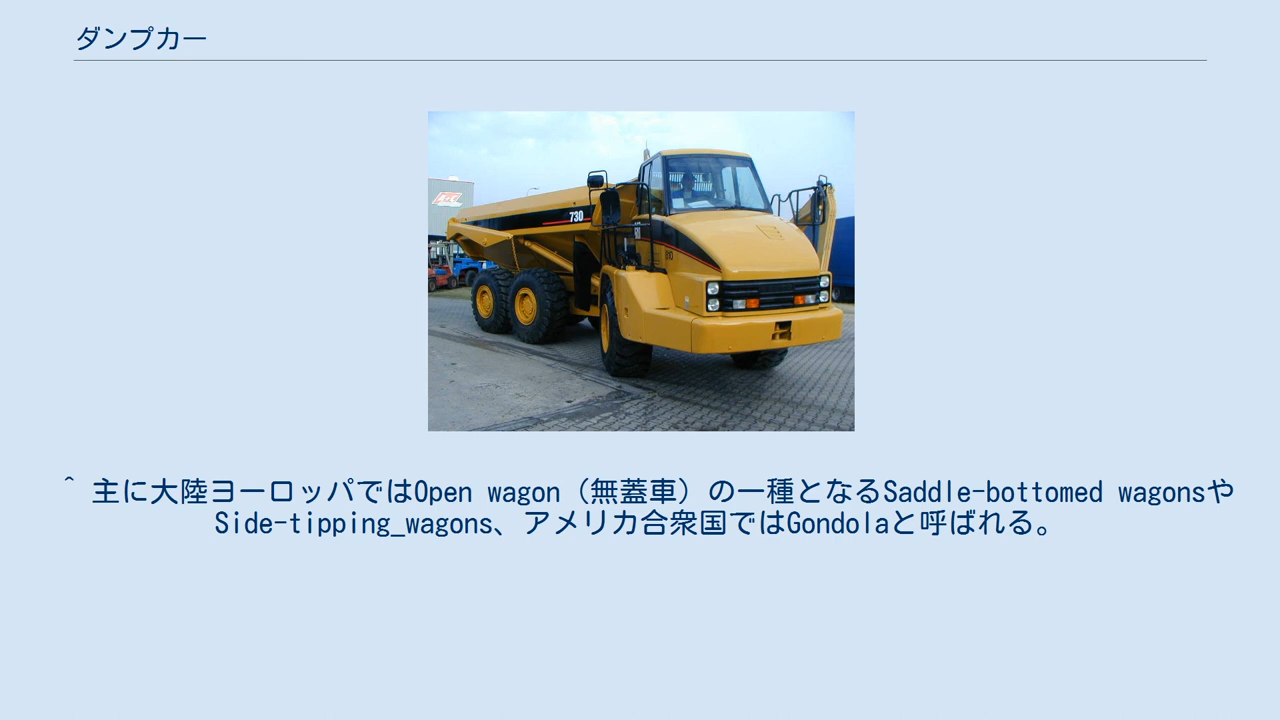 ダンプカー
730
^ 主に大陸ヨーロッパではOpen wagon（無蓋車）の一種となるSaddle-bottomed wagonsや
Side-tipping_wagons、アメリカ合衆国ではGondolaと呼ばれる。